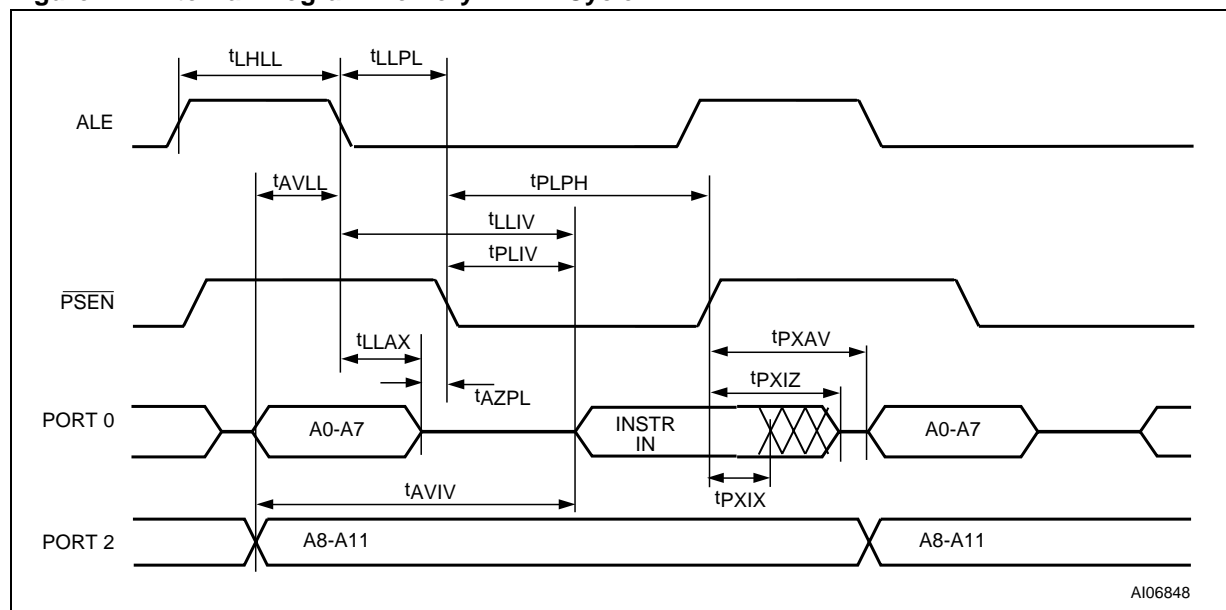 tLHLL tLLPL
ALE
tAVLL tPLPH
tLLIV
tPLIV
PSEN
tLLAX tPXAV
tAZPL tPXIZ
PORT 0 A0-A7 INSTR IN A0-A7
tAVIV tPXIX
PORT 2 A8-A11 A8-A11
AI06848